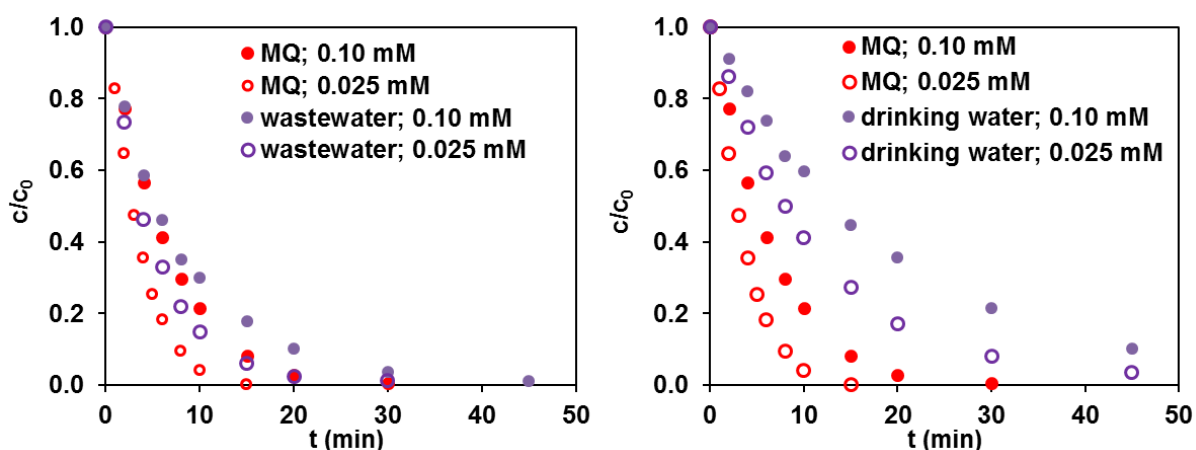 1.0
0.8
0.6
0.4
0.2
0.0
c/c0
MQ; 0.10 mM
MQ; 0.025 mM
wastewater; 0.10 mM
wastewater; 0.025 mM
0 10 20 30 40 50
t (min)
1.0
0.8
0.6
0.4
0.2
0.0
c/c0
MQ; 0.10 mM
MQ; 0.025 mM
drinking water; 0.10 mM
drinking water; 0.025 mM
0 10 20 30 40 50
t (min)